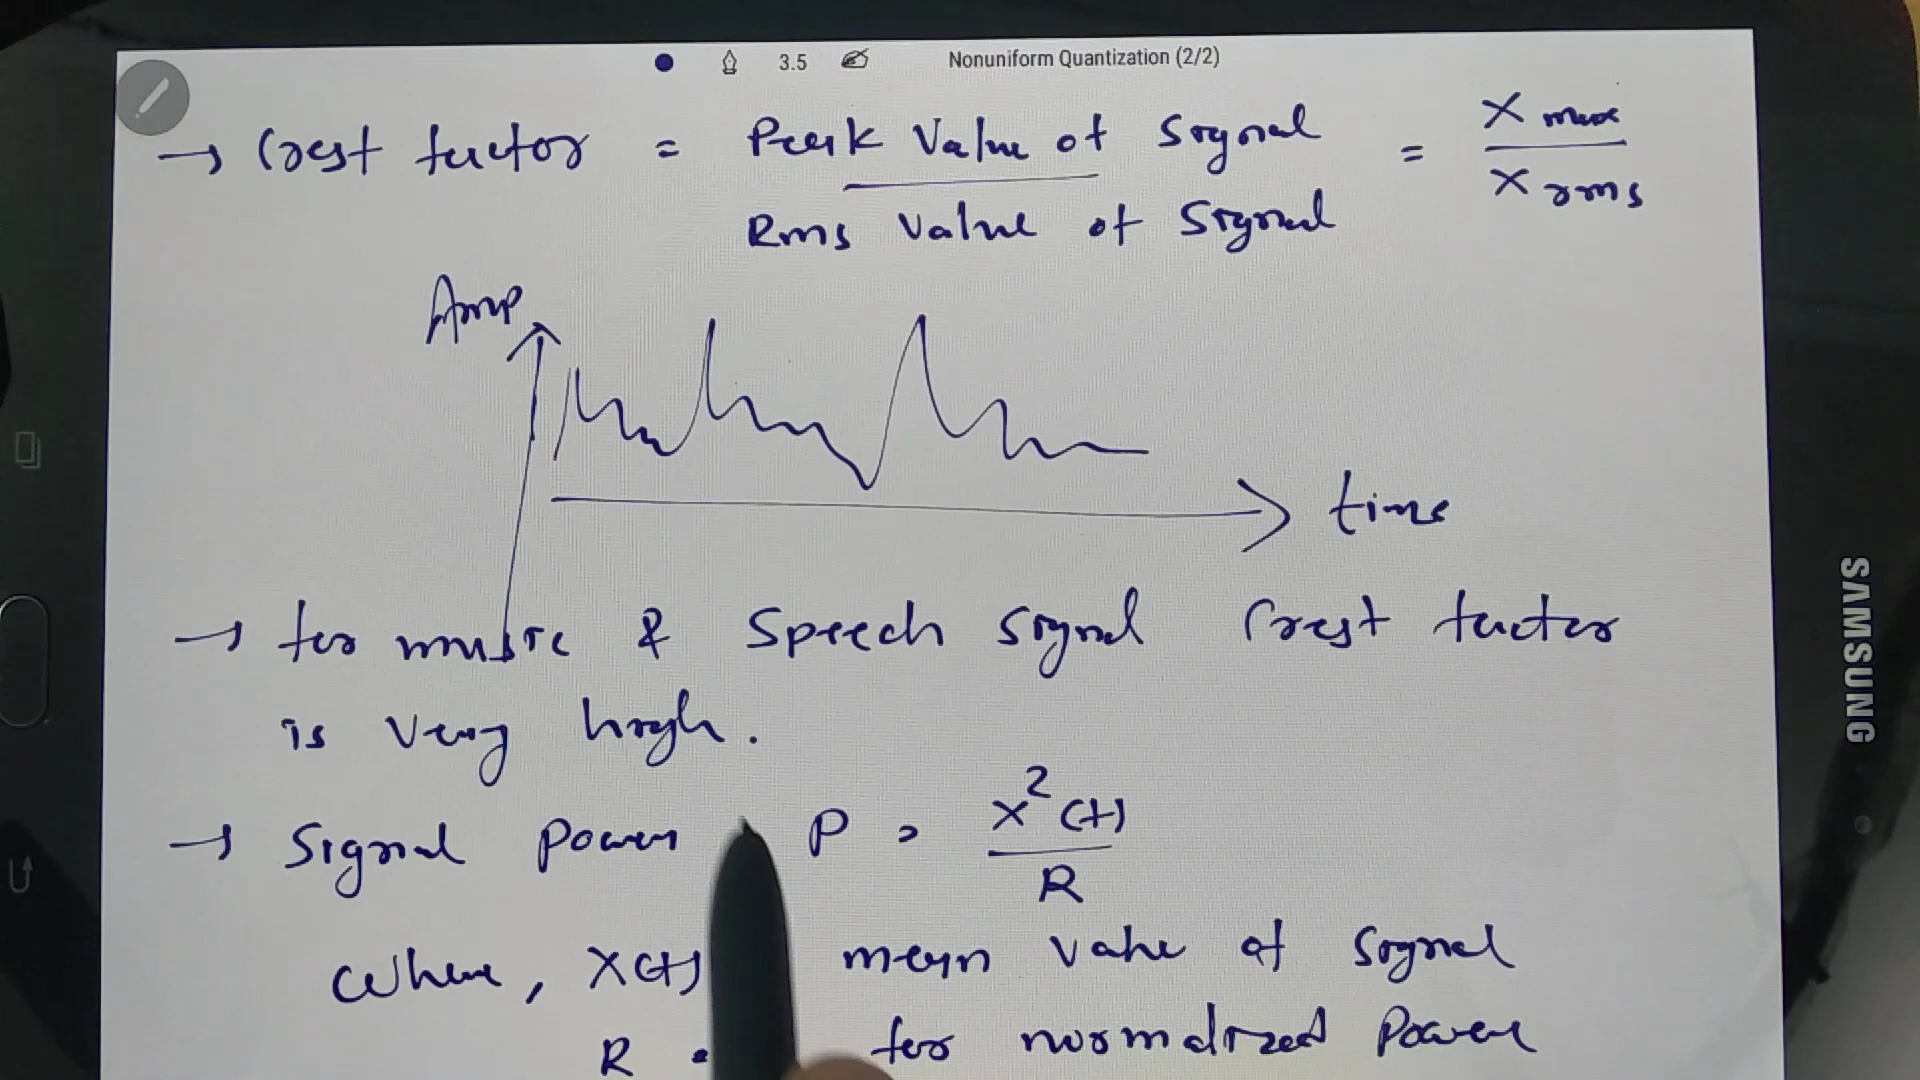 3.5 Nonuniform Quantization (2/2)
→ Crest factor = Peak Value of Signal / Rms Value of Signal = X max / X rms
Amp
time
→ for music & Speech signal Crest factor
is very high.
→ Signal Power P = x²(t) / R
Where, x(t) mean value of signal
R = for normalized Power
SAMSUNG